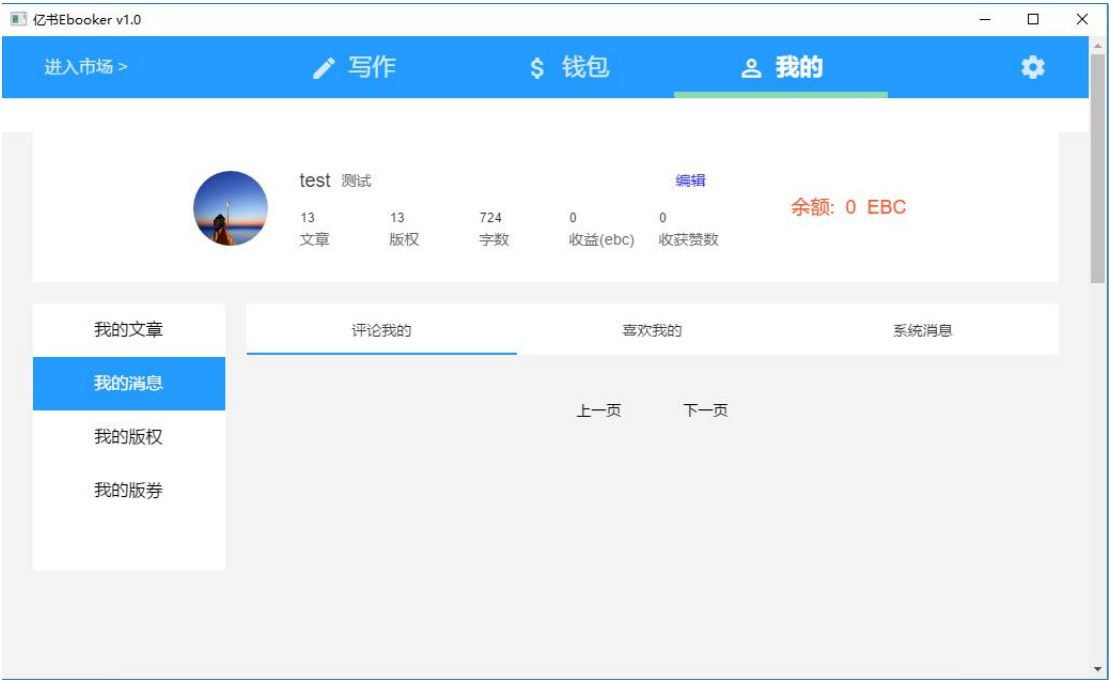 亿书Ebooker v1.0
进入市场 >
写作
钱包
我的
test 测试
编辑
余额: 0 EBC
13 13 724 0 0
文章 版权 字数 收益(ebc) 收获赞数
我的文章
我的消息
我的版权
我的版券
评论我的 喜欢我的 系统消息
上一页 下一页